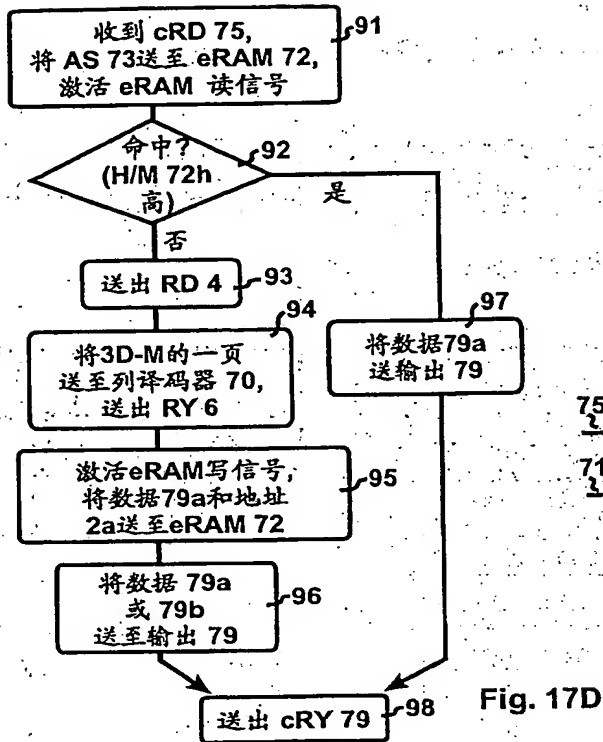 收到 cRD 75,
将 AS 73送至 eRAM 72,
激活 eRAM 读信号
91
命中?
(H/M 72h
高)
92
是
否
送出 RD 4
93
94
将3D-M的一页
送至列译码器 70,
送出 RY 6
97
将数据79a
送输出 79
激活eRAM写信号,
将数据79a和地址
2a送至eRAM 72
95
将数据 79a
或 79b
送至输出 79
96
送出 cRY 79
98
Fig. 17D
75
71